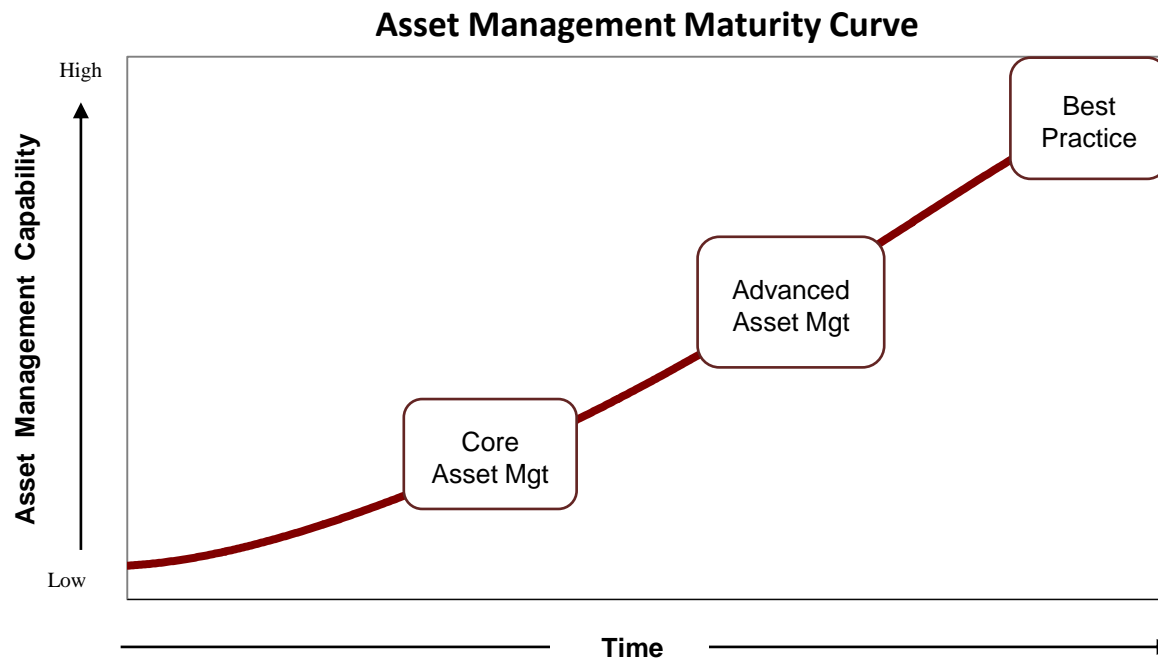 Asset Management Maturity Curve
High
Best
Practice
Asset Management Capability
Advanced
Asset Mgt
Core
Asset Mgt
Low
Time